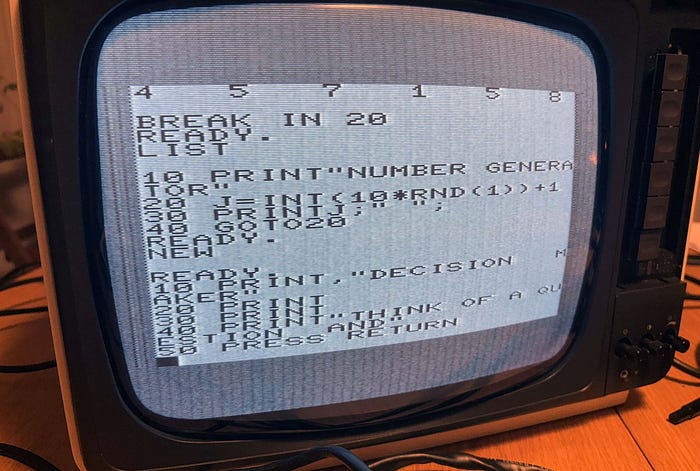 4 5 7 1 5 8
BREAK IN 20
READY.
LIST
10 PRINT"NUMBER GENERA
TOR"
20 J=INT(10*RND(1))+1
30 PRINTJ;" ";
40 GOTO20
READY.
NEW
READY.
10 PRINT,"DECISION M
AKER"
20 PRINT
30 PRINT"THINK OF A QU
ESTION AND"
50 PRESS RETURN